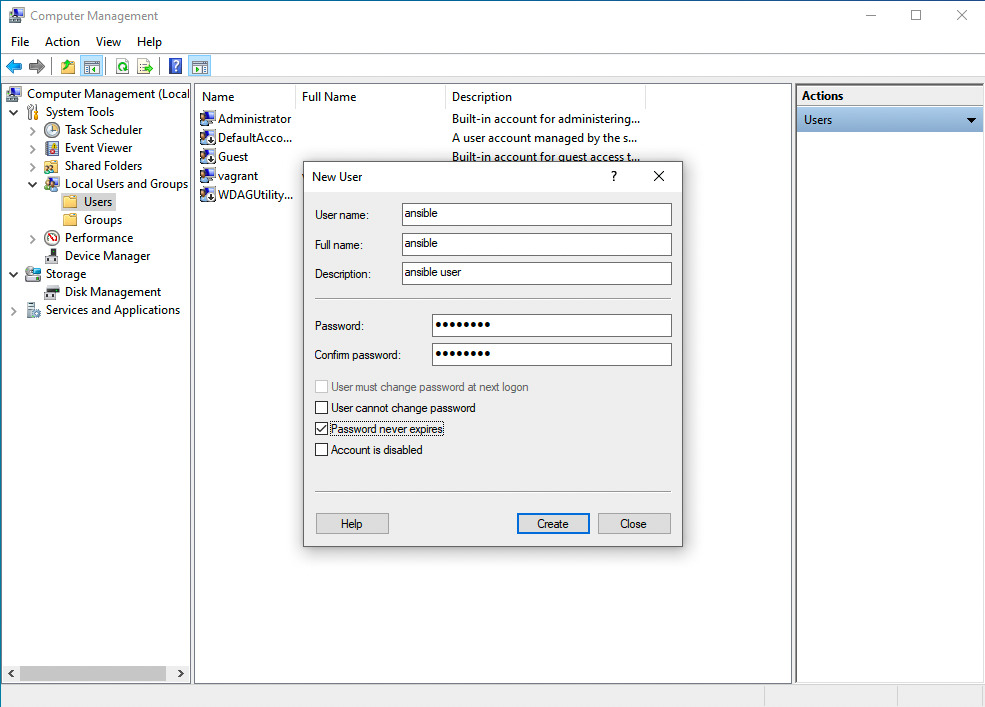 Computer Management
File Action View Help
Computer Management (Local
System Tools
Task Scheduler
Event Viewer
Shared Folders
Local Users and Groups
Users
Groups
Performance
Device Manager
Storage
Disk Management
Services and Applications
Name Full Name Description
Administrator Built-in account for administering...
DefaultAcco... A user account managed by the s...
Guest Built-in account for guest access t...
vagrant
WDAGUtility...
New User
?
User name: ansible
Full name: ansible
Description: ansible user
Password: ●●●●●●●●
Confirm password: ●●●●●●●●
User must change password at next logon
User cannot change password
Password never expires
Account is disabled
Help Create Close
Actions
Users